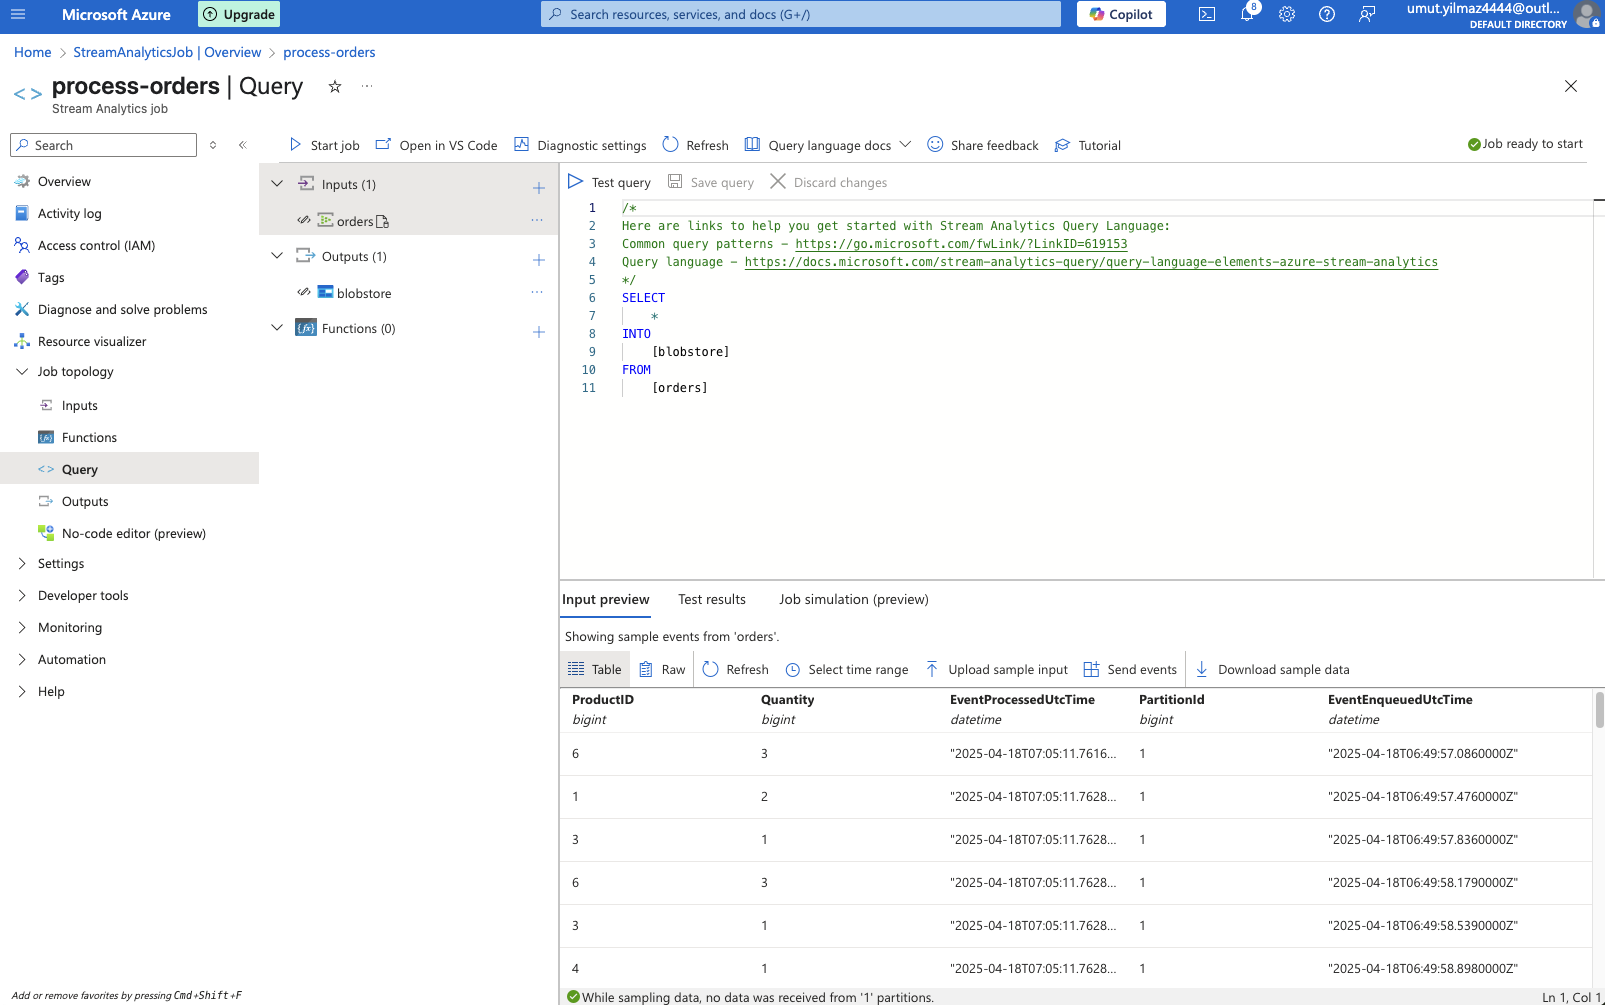 Microsoft Azure
Upgrade
Search resources, services, and docs (G+/)
Copilot
8
umut.yilmaz4444@outl...
DEFAULT DIRECTORY
Home > StreamAnalyticsJob | Overview > process-orders
process-orders | Query
Stream Analytics job
Search
Start job
Open in VS Code
Diagnostic settings
Refresh
Query language docs
Share feedback
Tutorial
Job ready to start
Overview
Activity log
Access control (IAM)
Tags
Diagnose and solve problems
Resource visualizer
Job topology
Inputs
Functions
Query
Outputs
No-code editor (preview)
Settings
Developer tools
Monitoring
Automation
Help
Add or remove favorites by pressing Cmd+Shift+F
Inputs (1)
orders
Outputs (1)
blobstore
Functions (0)
Test query
Save query
Discard changes
1 /*
2 Here are links to help you get started with Stream Analytics Query Language:
3 Common query patterns - https://go.microsoft.com/fwLink/?LinkID=619153
4 Query language - https://docs.microsoft.com/stream-analytics-query/query-language-elements-azure-stream-analytics
5 */
6 SELECT
7 *
8 INTO
9 [blobstore]
10 FROM
11 [orders]
Input preview
Test results
Job simulation (preview)
Showing sample events from 'orders'.
Table
Raw
Refresh
Select time range
Upload sample input
Send events
Download sample data
ProductID Quantity EventProcessedUtcTime PartitionId EventEnqueuedUtcTime
bigint bigint datetime bigint datetime
6 3 "2025-04-18T07:05:11.7616... 1 "2025-04-18T06:49:57.0860000Z"
1 2 "2025-04-18T07:05:11.7628... 1 "2025-04-18T06:49:57.4760000Z"
3 1 "2025-04-18T07:05:11.7628... 1 "2025-04-18T06:49:57.8360000Z"
6 3 "2025-04-18T07:05:11.7628... 1 "2025-04-18T06:49:58.1790000Z"
3 1 "2025-04-18T07:05:11.7628... 1 "2025-04-18T06:49:58.5390000Z"
4 1 "2025-04-18T07:05:11.7628... 1 "2025-04-18T06:49:58.8980000Z"
While sampling data, no data was received from '1' partitions.
Ln 1, Col 1